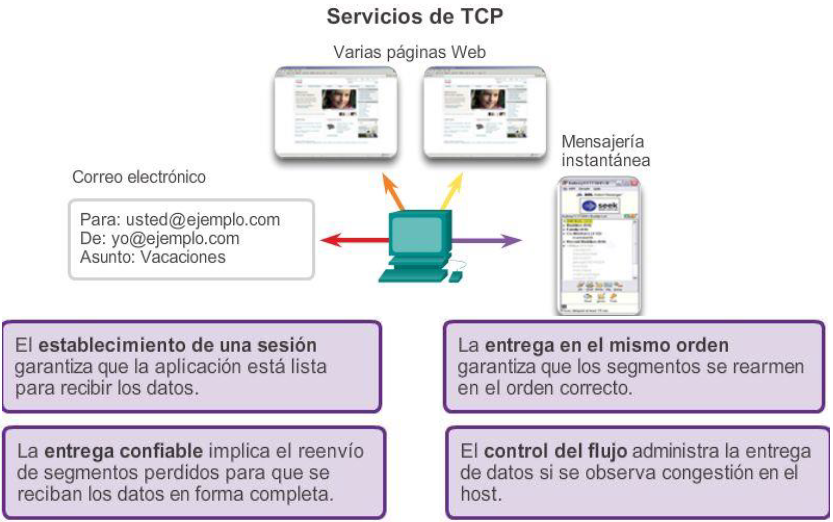 Servicios de TCP
Varias páginas Web
Mensajería
instantánea
Correo electrónico
Para: usted@ejemplo.com
De: yo@ejemplo.com
Asunto: Vacaciones
seek
El establecimiento de una sesión
garantiza que la aplicación está lista
para recibir los datos.
La entrega en el mismo orden
garantiza que los segmentos se rearmen
en el orden correcto.
La entrega confiable implica el reenvío
de segmentos perdidos para que se
reciban los datos en forma completa.
El control del flujo administra la entrega
de datos si se observa congestión en el
host.